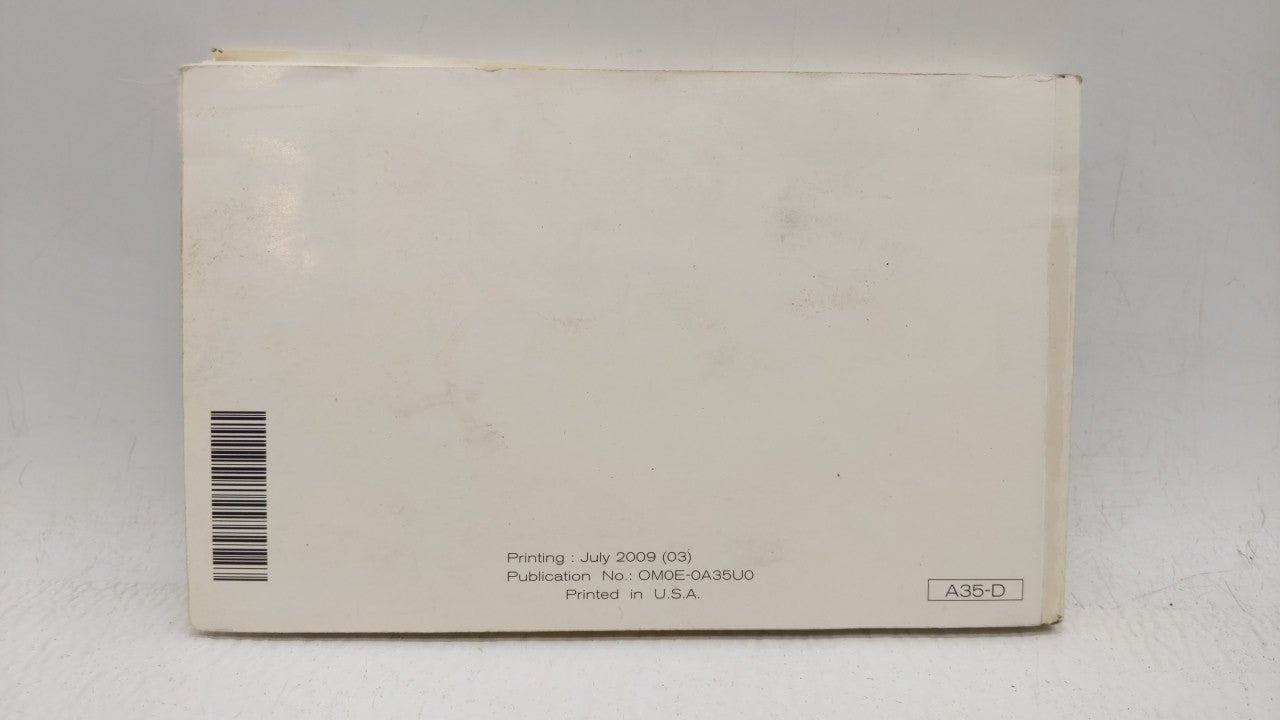 Printing : July 2009 (03)
Publication No.: OM0E-0A35U0
Printed in U.S.A.
A35-D